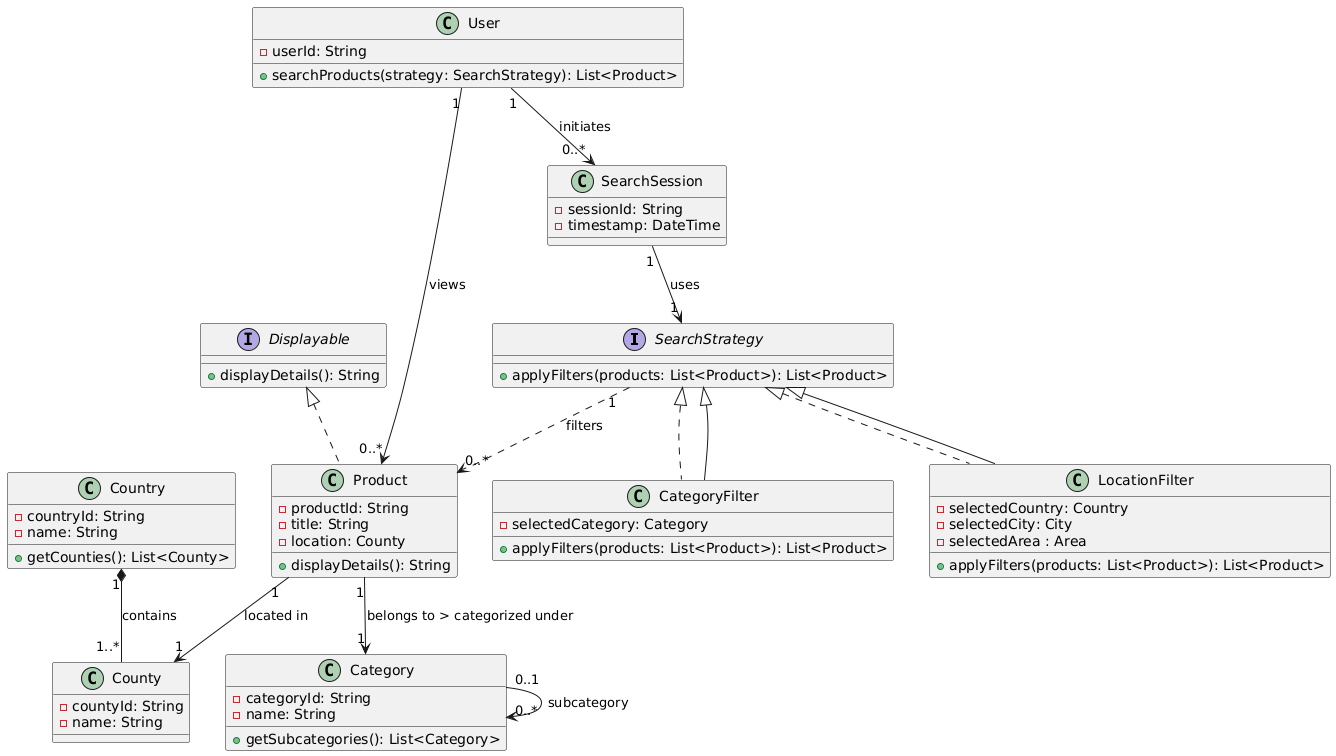 C User
userId: String
searchProducts(strategy: SearchStrategy): List<Product>
1
1
initiates
0..*
C SearchSession
sessionId: String
timestamp: DateTime
1
uses
1
views
I Displayable
displayDetails(): String
I SearchStrategy
applyFilters(products: List<Product>): List<Product>
1
filters
0..*
0..*
C Country
countryId: String
name: String
getCounties(): List<County>
C Product
productId: String
title: String
location: County
displayDetails(): String
C CategoryFilter
selectedCategory: Category
applyFilters(products: List<Product>): List<Product>
C LocationFilter
selectedCountry: Country
selectedCity: City
selectedArea : Area
applyFilters(products: List<Product>): List<Product>
1
contains
1..*
1
located in
1
1
belongs to > categorized under
1
C County
countyId: String
name: String
C Category
categoryId: String
name: String
getSubcategories(): List<Category>
0..1
subcategory
0..*